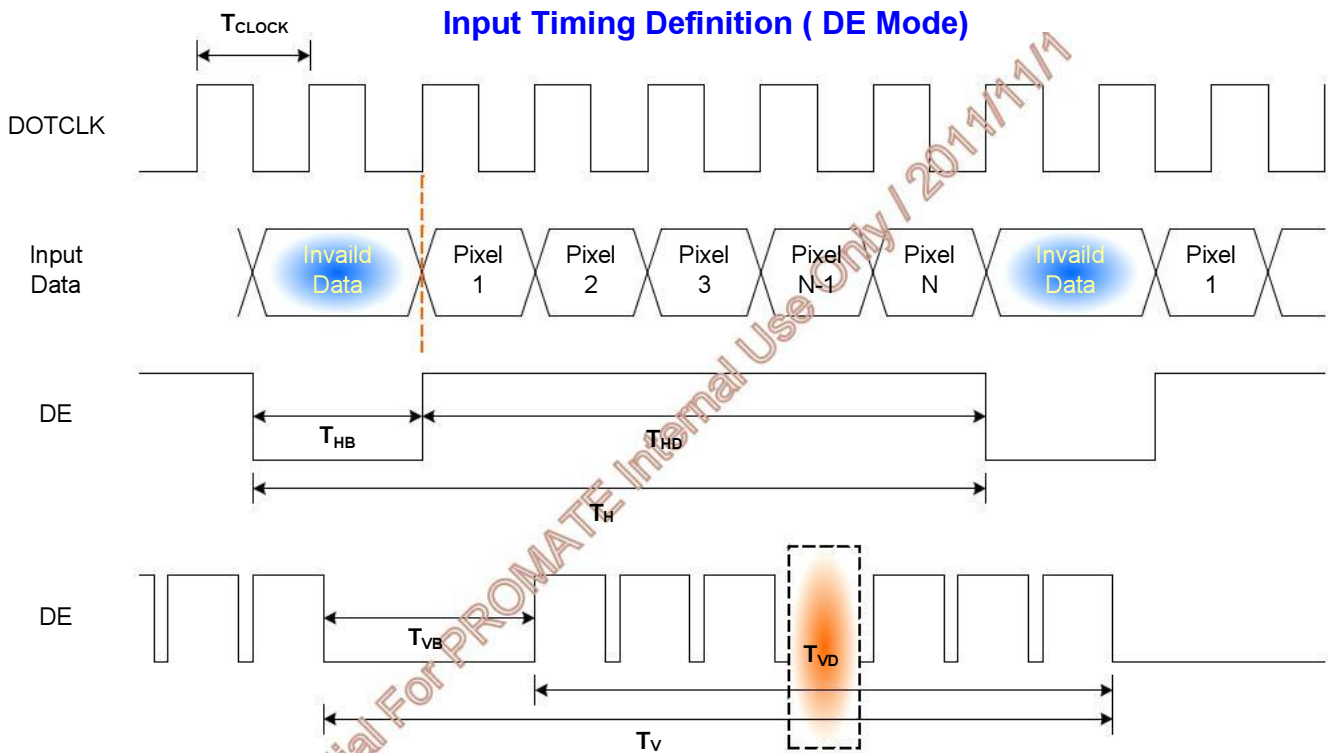 Input Timing Definition ( DE Mode)
TCLOCK
DOTCLK
Input
Data
Invaild
Data
Pixel
1
Pixel
2
Pixel
3
Pixel
N-1
Pixel
N
Invaild
Data
Pixel
1
DE
THB
THD
TH
DE
TVB
TVD
TV
For PROMATE Internal Use Only / 2011/11/1